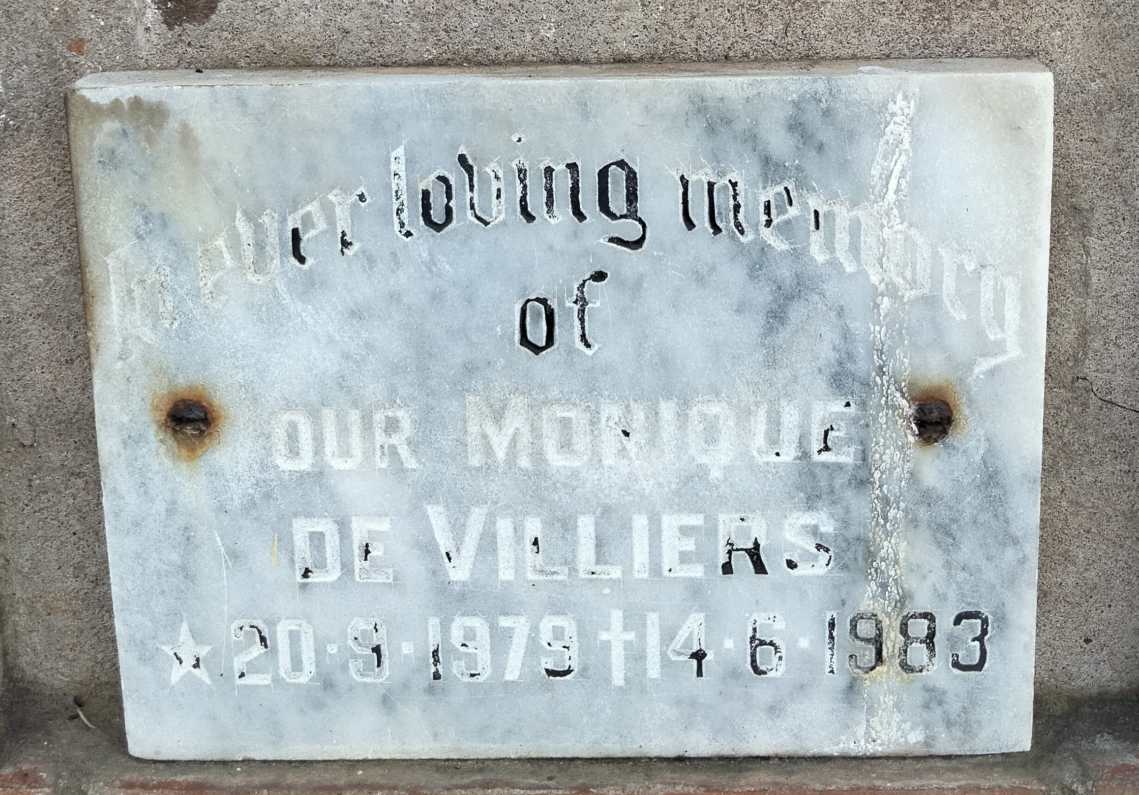 In ever loving memory
of
OUR MONIQUE
DE VILLIERS
★ 20·9·1979 † 14·6·1983